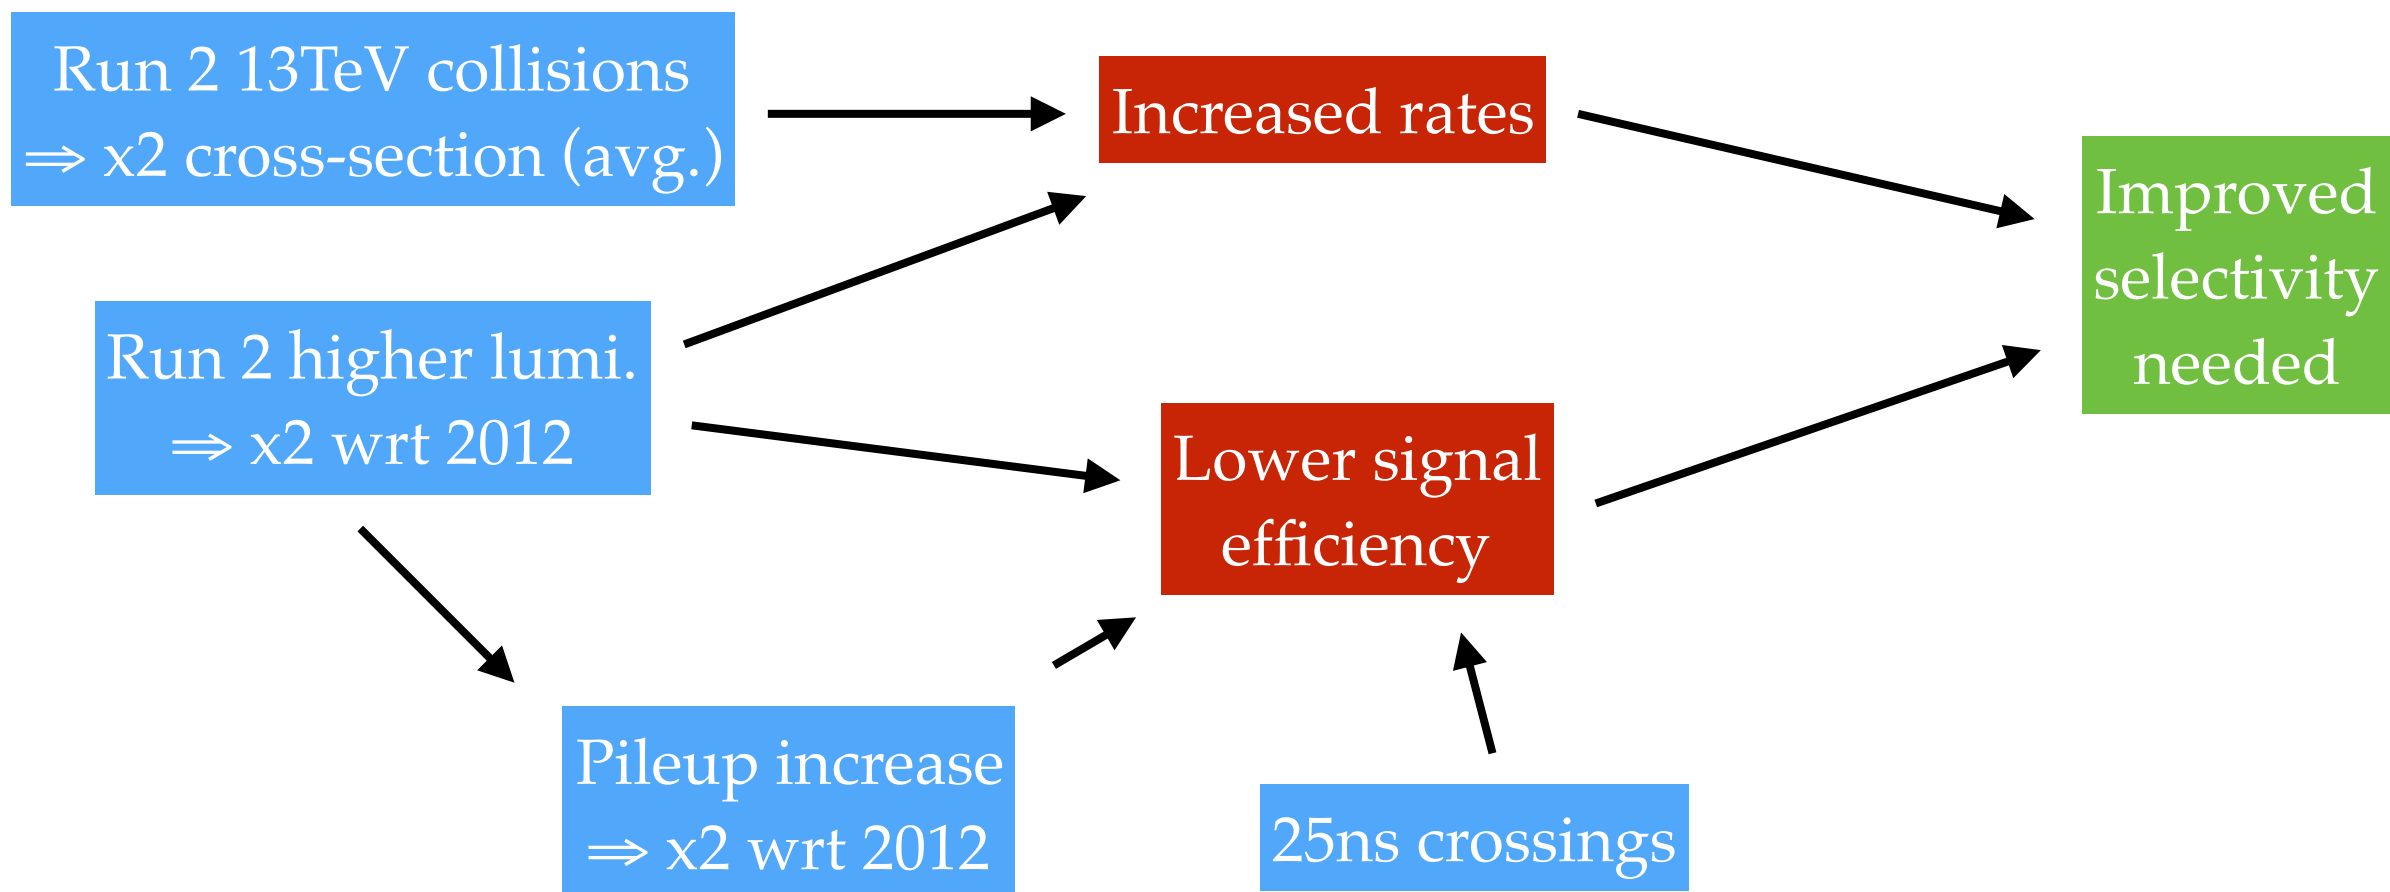 Run 2 13TeV collisions
⇒ x2 cross-section (avg.)
Increased rates
Improved
selectivity
needed
Run 2 higher lumi.
⇒ x2 wrt 2012
Lower signal
efficiency
Pileup increase
⇒ x2 wrt 2012
25ns crossings